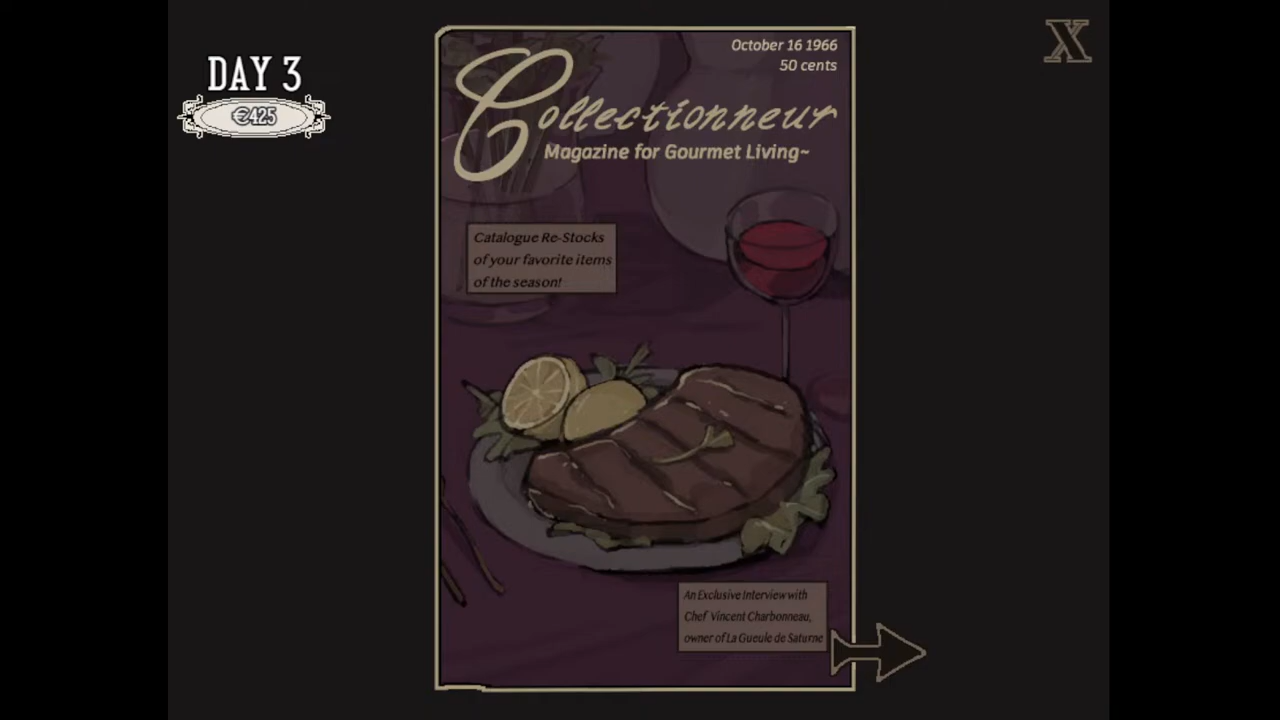 DAY 3
€425
X
October 16 1966
50 cents
Collectionneur
Magazine for Gourmet Living~
Catalogue Re-Stocks
of your favorite items
of the season!
An Exclusive Interview with
Chef Vincent Charbonneau,
owner of La Gueule de Saturne